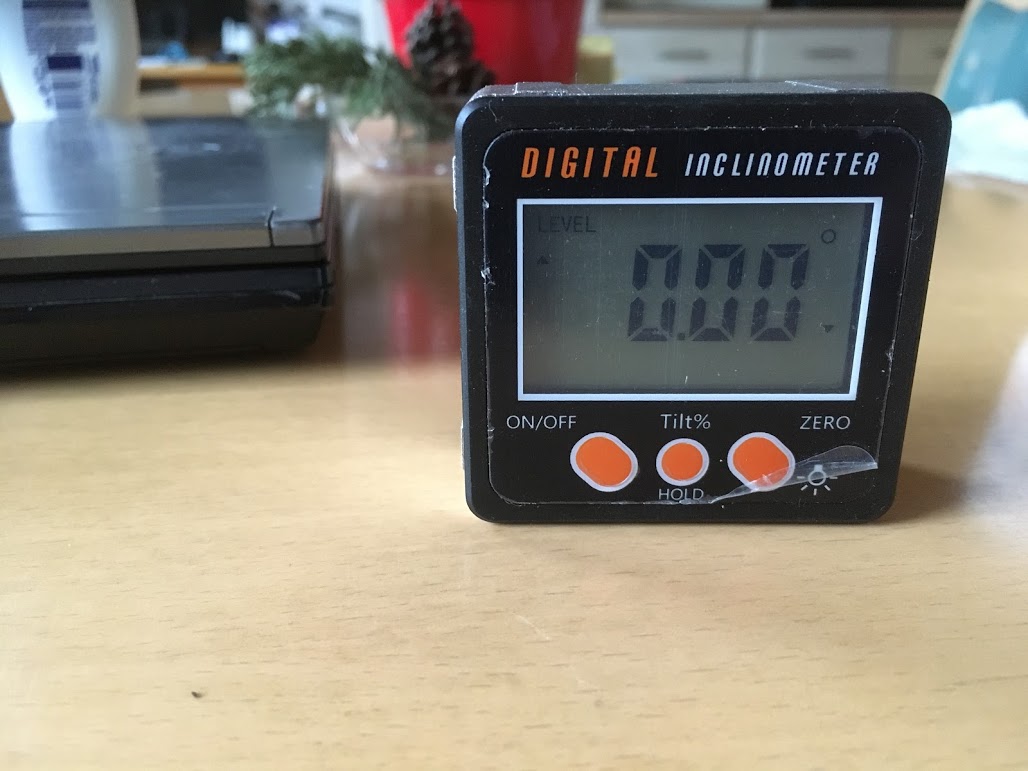 DIGITAL INCLINOMETER
LEVEL
0.00°
ON/OFF Tilt% ZERO
HOLD